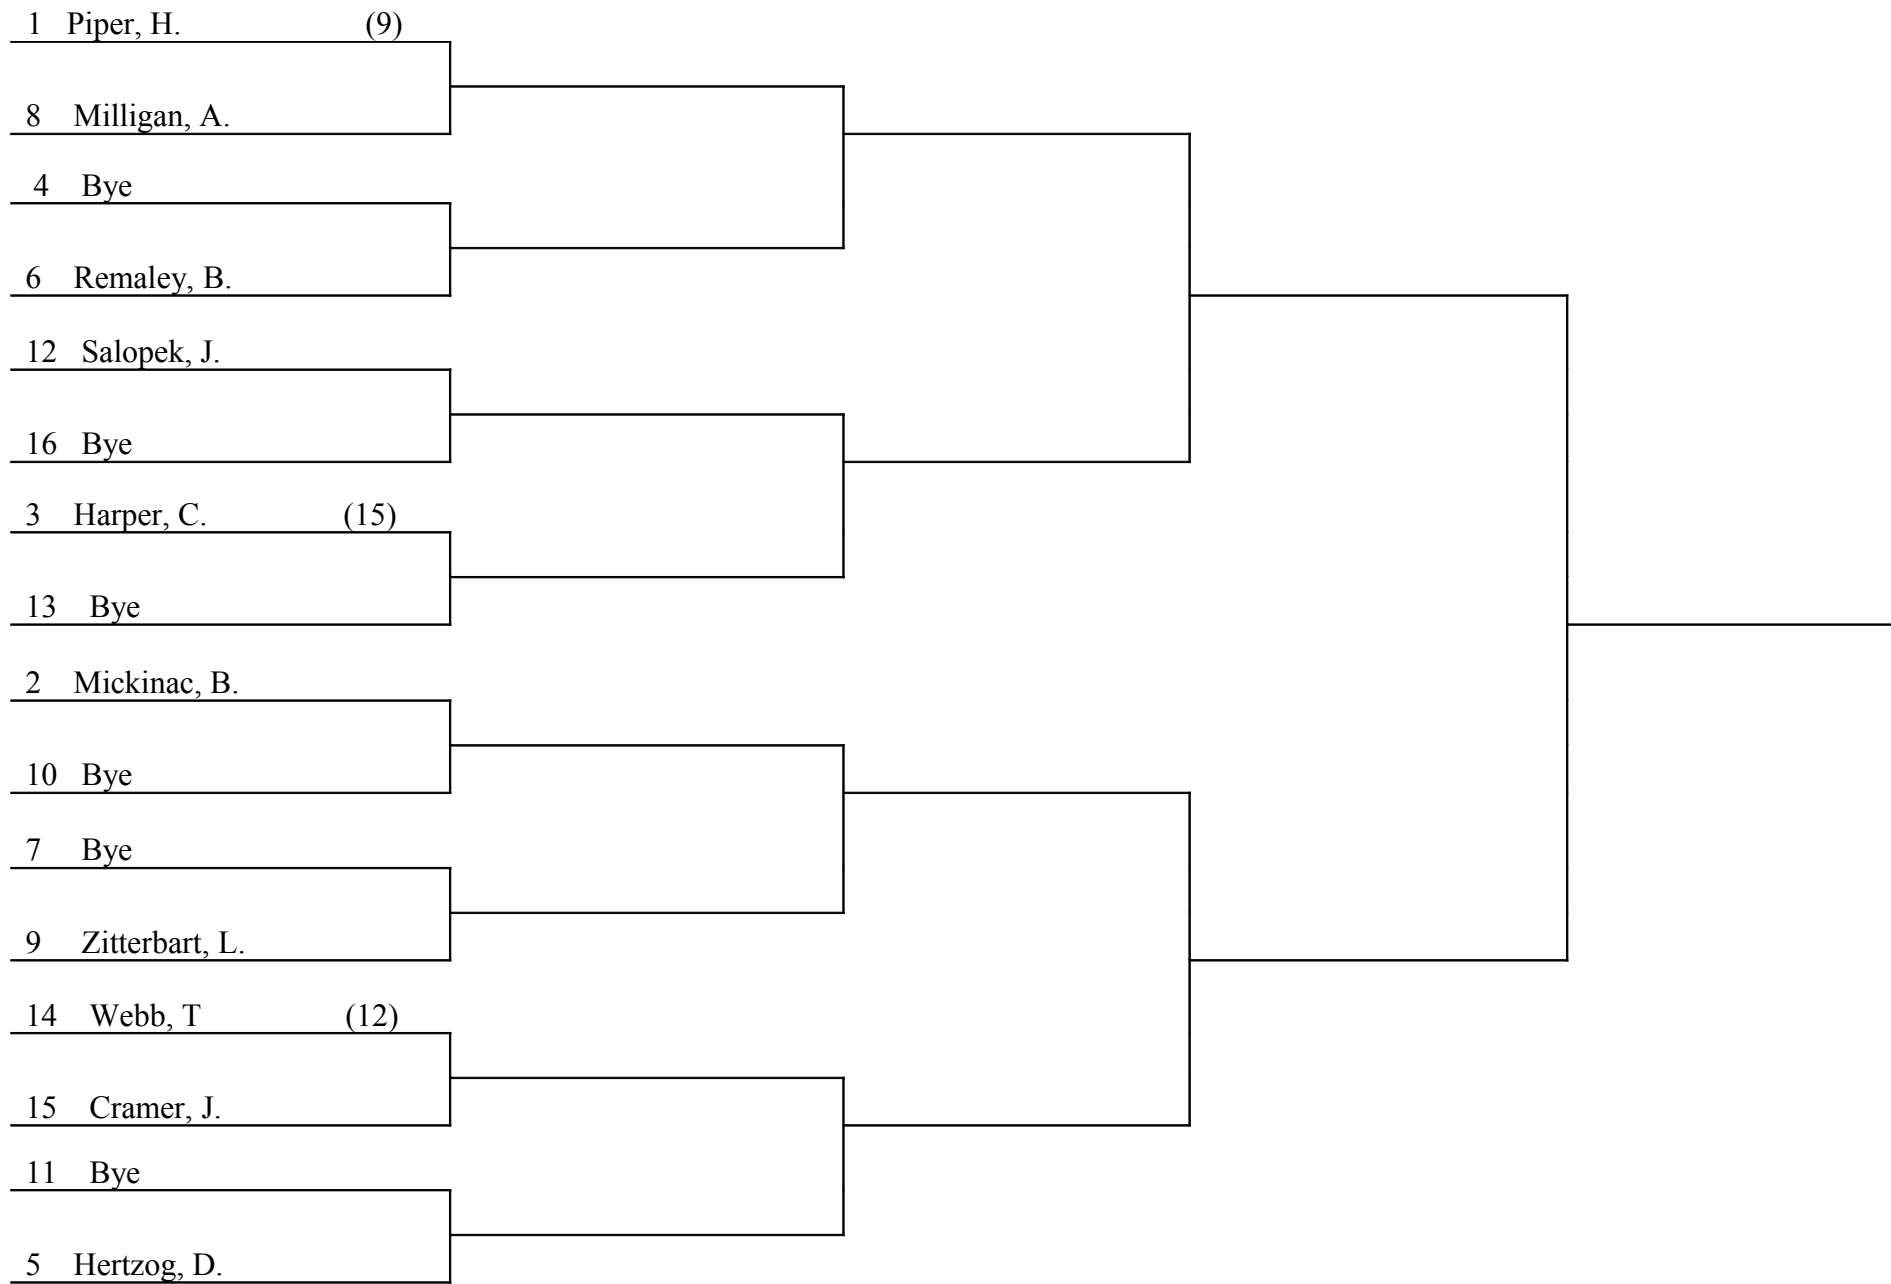 1 Piper, H. (9)
8 Milligan, A.
4 Bye
6 Remaley, B.
12 Salopek, J.
16 Bye
3 Harper, C. (15)
13 Bye
2 Mickinac, B.
10 Bye
7 Bye
9 Zitterbart, L.
14 Webb, T (12)
15 Cramer, J.
11 Bye
5 Hertzog, D.